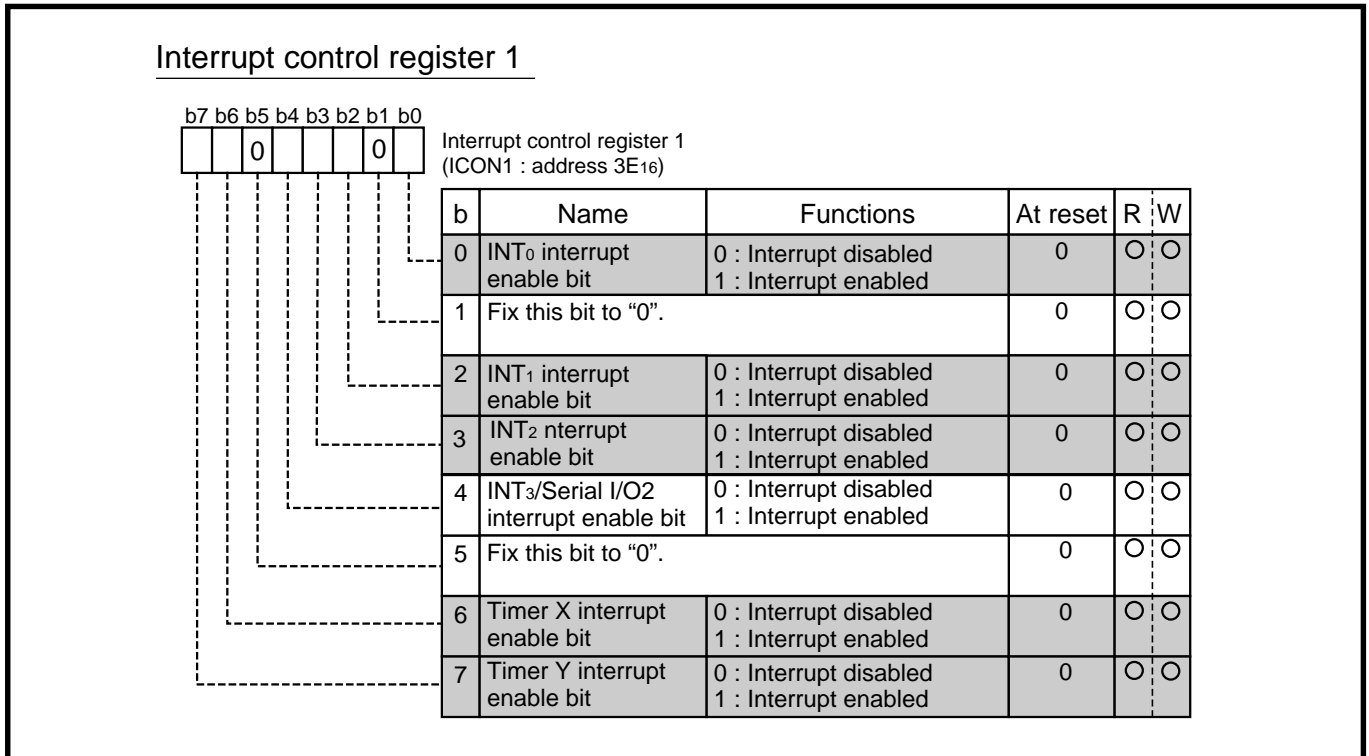 Interrupt control register 1
b7 b6 b5 b4 b3 b2 b1 b0
0 0
Interrupt control register 1
(ICON1 : address 3E16)
b Name Functions At reset R W
0 INT0 interrupt enable bit 0 : Interrupt disabled 1 : Interrupt enabled 0 ○ ○
1 Fix this bit to “0”. 0 ○ ○
2 INT1 interrupt enable bit 0 : Interrupt disabled 1 : Interrupt enabled 0 ○ ○
3 INT2 nterrupt enable bit 0 : Interrupt disabled 1 : Interrupt enabled 0 ○ ○
4 INT3/Serial I/O2 interrupt enable bit 0 : Interrupt disabled 1 : Interrupt enabled 0 ○ ○
5 Fix this bit to “0”. 0 ○ ○
6 Timer X interrupt enable bit 0 : Interrupt disabled 1 : Interrupt enabled 0 ○ ○
7 Timer Y interrupt enable bit 0 : Interrupt disabled 1 : Interrupt enabled 0 ○ ○